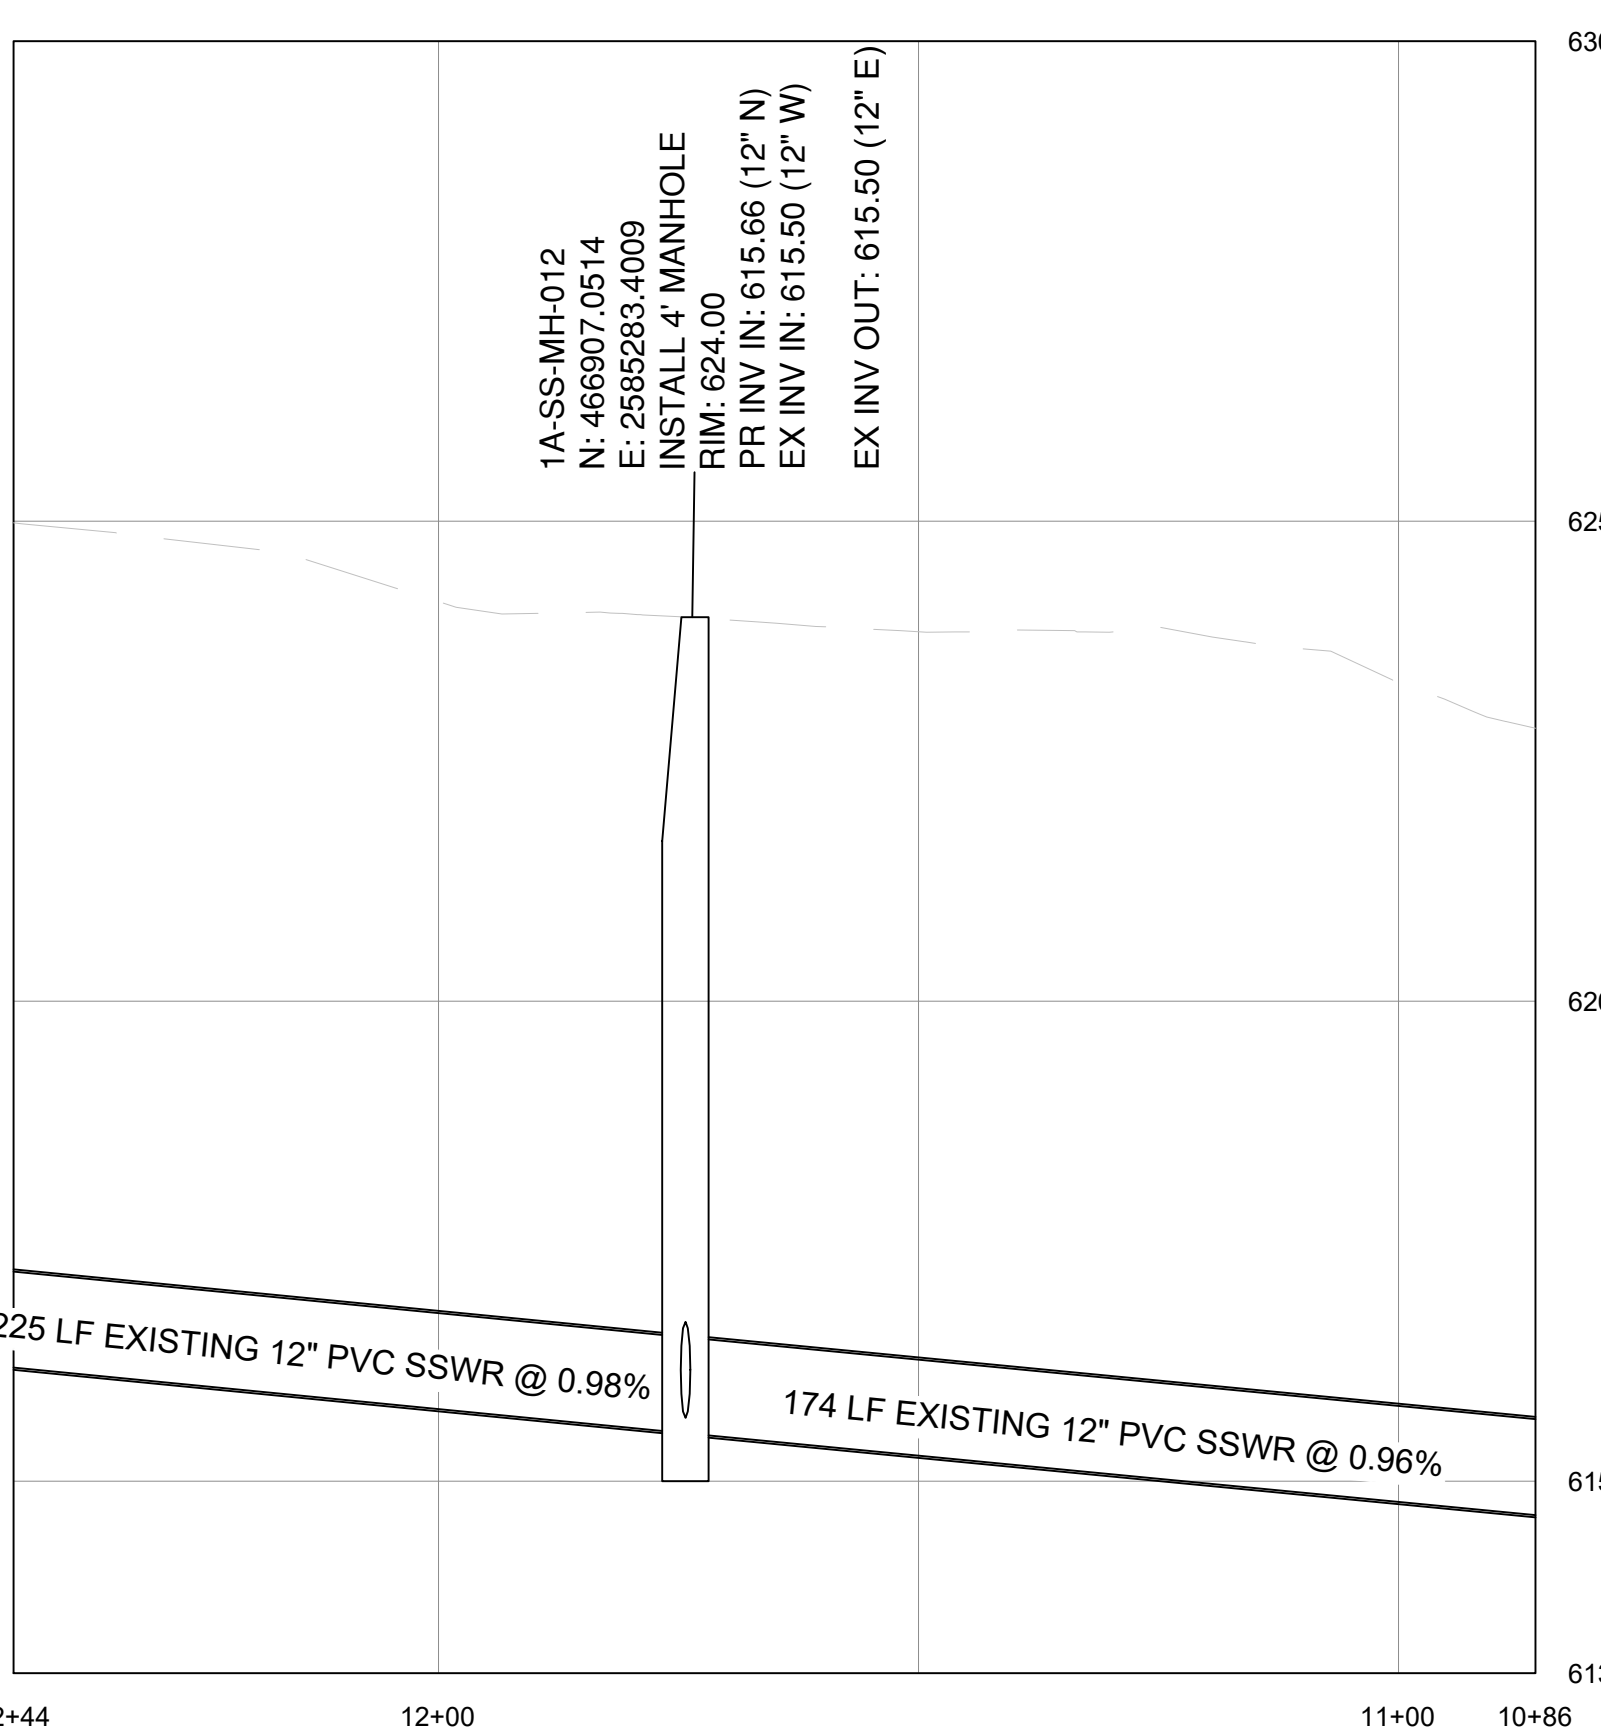 1A-SS-MH-012
N: 466907.0514
E: 2585283.4009
INSTALL 4' MANHOLE
RIM: 624.00
PR INV IN: 615.66 (12" N)
EX INV IN: 615.50 (12" W)
EX INV OUT: 615.50 (12" E)
225 LF EXISTING 12" PVC SSWR @ 0.98%
174 LF EXISTING 12" PVC SSWR @ 0.96%
12+00
11+00
10+86